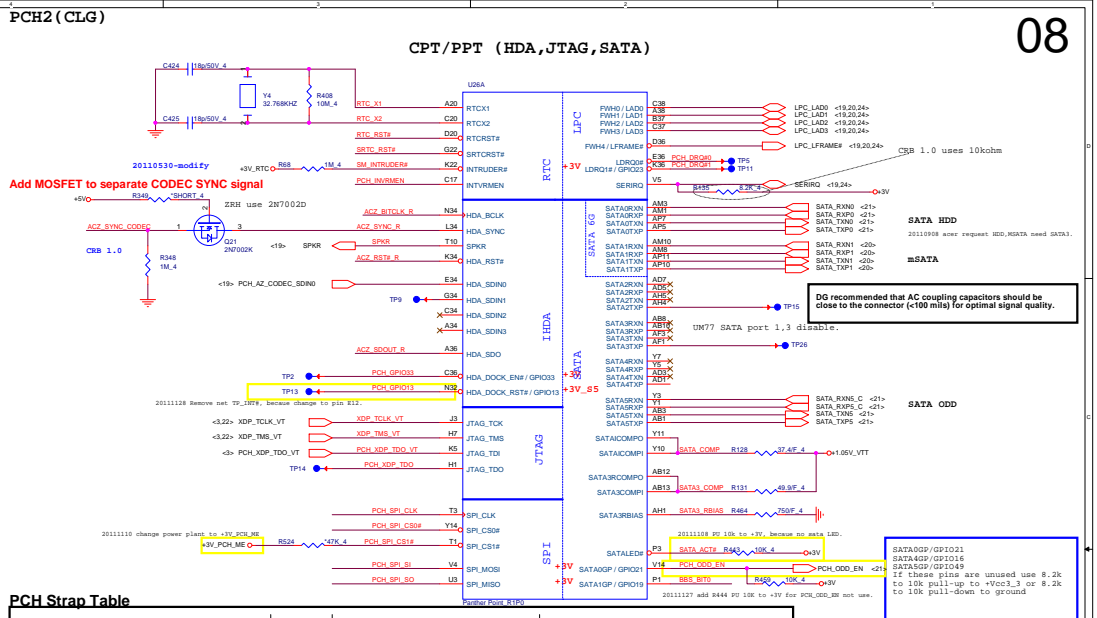 PCH2(CLG)
08
CPT/PPT (HDA,JTAG,SATA)
4
3
2
1
D
C
C424
18p/50V_4
Y4
32.768KHZ
R408
10M_4
C425
18p/50V_4
1
2
U26A
RTC_X1
A20
RTCX1
RTC_X2
C20
RTCX2
RTC_RST#
D20
RTCRST#
SRTC_RST#
G22
SRTCRST#
+3V_RTC
R68
1M_4
SM_INTRUDER#
K22
INTRUDER#
PCH_INVRMEN
C17
INTVRMEN
RTC
LPC
+3V
FWH0 / LAD0
C38
LPC_LAD0 <19,20,24>
FWH1 / LAD1
A38
LPC_LAD1 <19,20,24>
FWH2 / LAD2
B37
LPC_LAD2 <19,20,24>
FWH3 / LAD3
C37
LPC_LAD3 <19,20,24>
FWH4 / LFRAME#
D36
LPC_LFRAME# <19,20,24>
LDRQ0#
E36
PCH_DRQ#0
TP5
LDRQ1# / GPIO23
K36
PCH_DRQ#1
TP11
SERIRQ
V5
R135
8.2K_4
SERIRQ <19,24>
+3V
CRB 1.0 uses 10kohm
20110530-modify
Add MOSFET to separate CODEC SYNC signal
+5V
R349
*SHORT_4
ZRH use 2N7002D
2
ACZ_SYNC_CODEC
1
3
Q21
2N7002K
CRB 1.0
R348
1M_4
ACZ_BITCLK_R
N34
HDA_BCLK
ACZ_SYNC_R
L34
HDA_SYNC
<19> SPKR
SPKR
T10
SPKR
ACZ_RST#_R
K34
HDA_RST#
<19> PCH_AZ_CODEC_SDIN0
E34
HDA_SDIN0
TP9
G34
HDA_SDIN1
C34
HDA_SDIN2
A34
HDA_SDIN3
ACZ_SDOUT_R
A36
HDA_SDO
TP2
PCH_GPIO33
C36
HDA_DOCK_EN# / GPIO33
+3V
TP13
PCH_GPIO13
N32
HDA_DOCK_RST# / GPIO13
+3V_S5
20111128 Remove net TP_INT#, becaue change to pin E12.
IHDA
SATA
SATA 6G
SATA0RXN
AM3
SATA_RXN0 <21>
SATA0RXP
AM1
SATA_RXP0 <21>
SATA0TXN
AP7
SATA_TXN0 <21>
SATA0TXP
AP5
SATA_TXP0 <21>
SATA HDD
20110908 acer request HDD,MSATA need SATA3.
SATA1RXN
AM10
SATA_RXN1 <20>
SATA1RXP
AM8
SATA_RXP1 <20>
SATA1TXN
AP11
SATA_TXN1 <20>
SATA1TXP
AP10
SATA_TXP1 <20>
mSATA
SATA2RXN
AD7
SATA2RXP
AD5
SATA2TXN
AH5
SATA2TXP
AH4
TP15
DG recommended that AC coupling capacitors should be
close to the connector (<100 mils) for optimal signal quality.
SATA3RXN
AB8
SATA3RXP
AB10
SATA3TXN
AF3
SATA3TXP
AF1
UM77 SATA port 1,3 disable.
TP26
SATA4RXN
Y7
SATA4RXP
Y5
SATA4TXN
AD3
SATA4TXP
AD1
SATA5RXN
Y3
SATA_RXN5_C <21>
SATA5RXP
Y1
SATA_RXP5_C <21>
SATA5TXN
AB3
SATA_TXN5 <21>
SATA5TXP
AB1
SATA_TXP5 <21>
SATA ODD
<3,22> XDP_TCLK_VT
XDP_TCLK_VT
J3
JTAG_TCK
<3,22> XDP_TMS_VT
XDP_TMS_VT
H7
JTAG_TMS
<3> PCH_XDP_TDO_VT
PCH_XDP_TDO_VT
K5
JTAG_TDI
TP14
PCH_XDP_TDO
H1
JTAG_TDO
JTAG
SATAICOMPO
Y11
SATAICOMPI
Y10
SATA_COMP
R128
37.4/F_4
+1.05V_VTT
SATA3RCOMPO
AB12
SATA3COMPI
AB13
SATA3_COMP
R131
49.9/F_4
SATA3RBIAS
AH1
SATA3_RBIAS
R464
750/F_4
20111108 PU 10k to +3V, becaue no sata LED.
PCH_SPI_CLK
T3
SPI_CLK
PCH_SPI_CS0#
Y14
SPI_CS0#
20111110 change power plant to +3V_PCH_ME
+3V_PCH_ME
R524
*47K_4
PCH_SPI_CS1#
T1
SPI_CS1#
PCH_SPI_SI
V4
SPI_MOSI
PCH_SPI_SO
U3
SPI_MISO
SPI
SATALED#
P3
SATA_ACT#
R443
10K_4
+3V
+3V
SATA0GP / GPIO21
V14
PCH_ODD_EN
PCH_ODD_EN <21>
+3V
SATA1GP / GPIO19
P1
BBS_BIT0
R459
10K_4
+3V
20111127 add R444 PU 10K to +3V for PCH_ODD_EN not use.
Panther Point_R1P0
SATA0GP/GPIO21
SATA4GP/GPIO16
SATA5GP/GPIO49
If these pins are unused use 8.2k
to 10k pull-up to +Vcc3_3 or 8.2k
to 10k pull-down to ground
PCH Strap Table